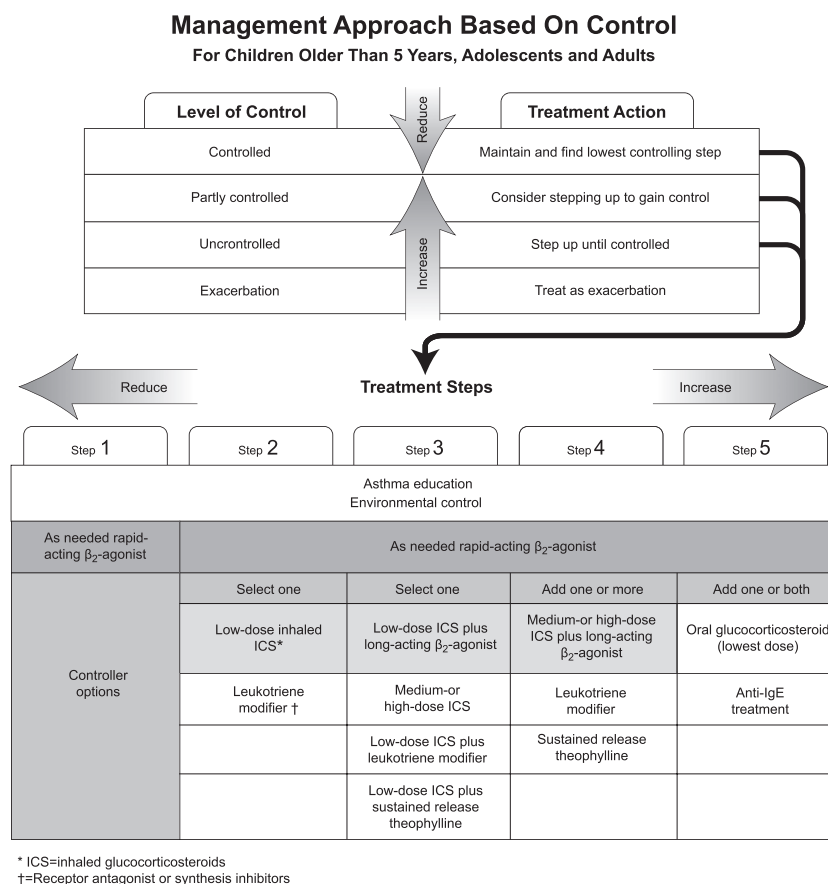 Management Approach Based On Control
For Children Older Than 5 Years, Adolescents and Adults
Level of Control
Reduce
Treatment Action
Controlled
Maintain and find lowest controlling step
Partly controlled
Consider stepping up to gain control
Uncontrolled
Increase
Step up until controlled
Exacerbation
Treat as exacerbation
Reduce
Treatment Steps
Increase
Step 1
Step 2
Step 3
Step 4
Step 5
Asthma education
Environmental control
As needed rapid-
acting β2-agonist
As needed rapid-acting β2-agonist
Controller
options
Select one
Select one
Add one or more
Add one or both
Low-dose inhaled
ICS*
Low-dose ICS plus
long-acting β2-agonist
Medium-or high-dose
ICS plus long-acting
β2-agonist
Oral glucocorticosteroid
(lowest dose)
Leukotriene
modifier †
Medium-or
high-dose ICS
Leukotriene
modifier
Anti-IgE
treatment
Low-dose ICS plus
leukotriene modifier
Sustained release
theophylline
Low-dose ICS plus
sustained release
theophylline
* ICS=inhaled glucocorticosteroids
†=Receptor antagonist or synthesis inhibitors